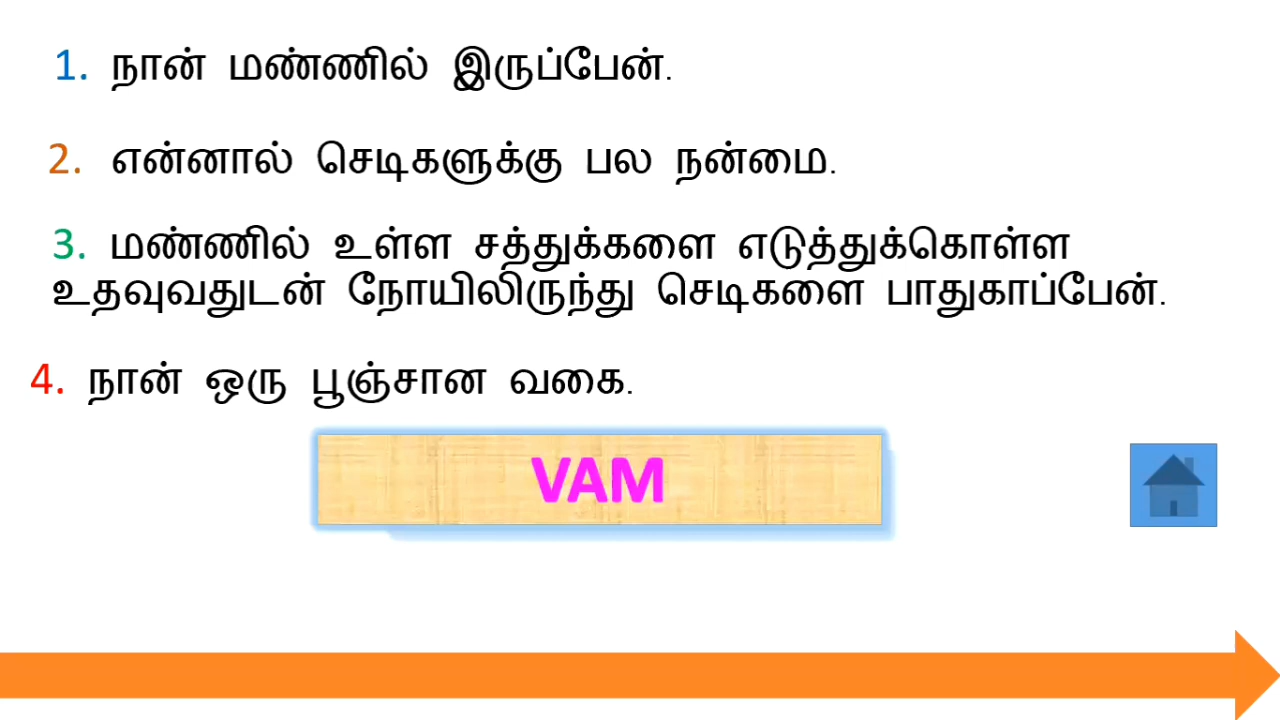 1. நான் மண்ணில் இருப்பேன்.
2. என்னால் செடிகளுக்கு பல நன்மை.
3. மண்ணில் உள்ள சத்துக்களை எடுத்துக்கொள்ள
உதவுவதுடன் நோயிலிருந்து செடிகளை பாதுகாப்பேன்.
4. நான் ஒரு பூஞ்சான வகை.
VAM